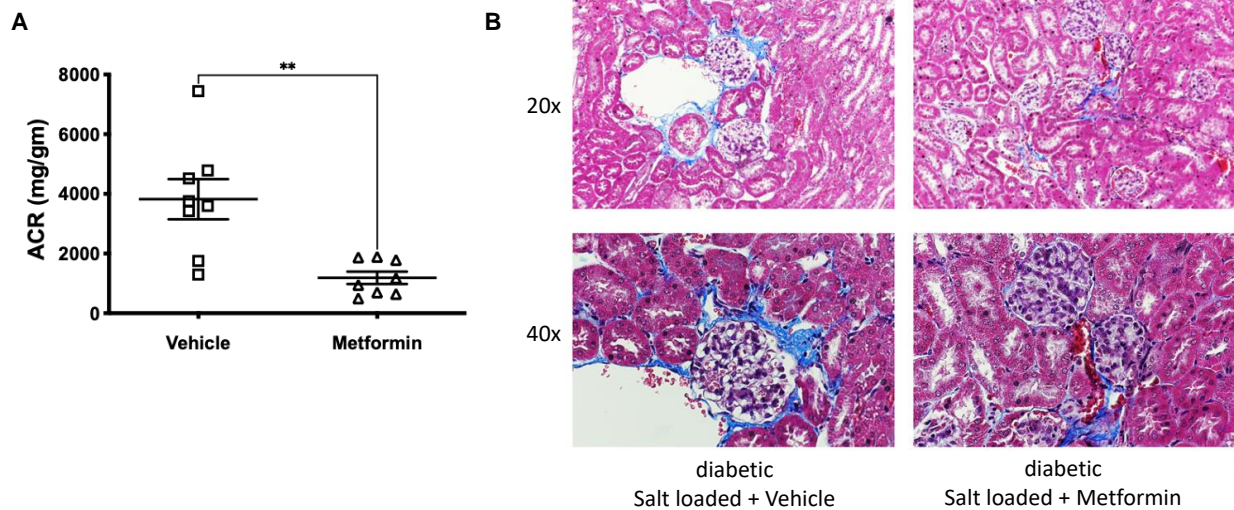 A
B
8000
**
6000
4000
2000
0
ACR (mg/gm)
Vehicle
Metformin
20x
40x
diabetic
Salt loaded + Vehicle
diabetic
Salt loaded + Metformin